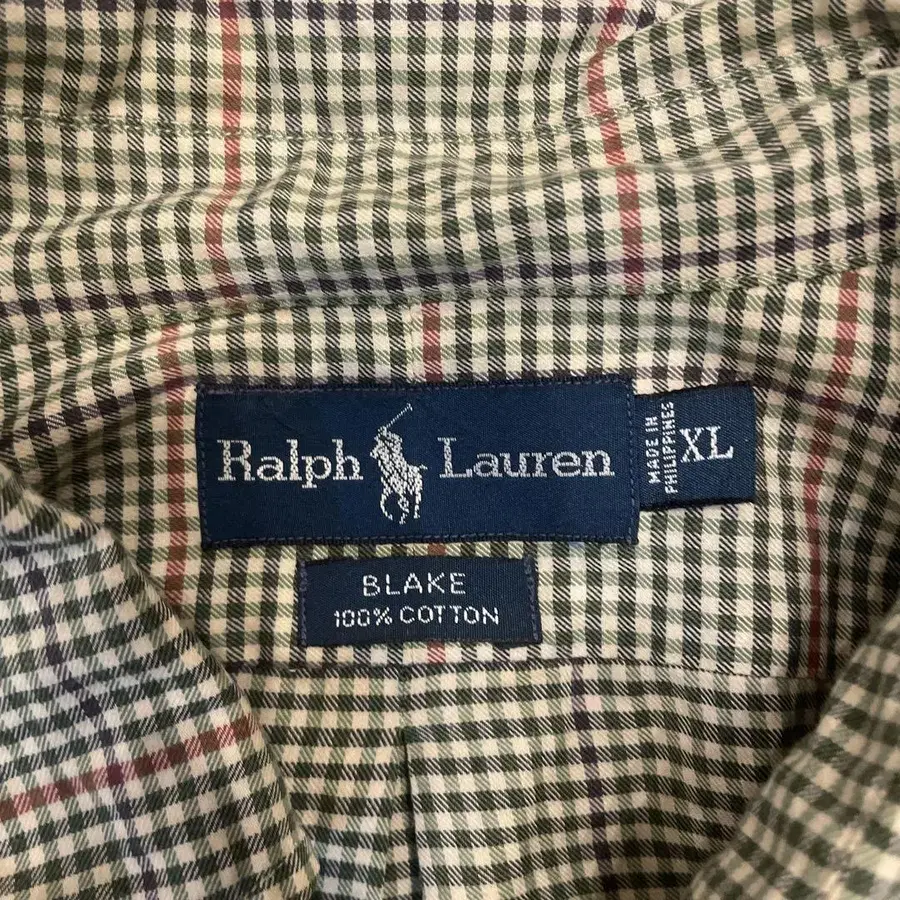 Ralph Lauren
MADE IN
PHILIPPINES
XL
BLAKE
100% COTTON